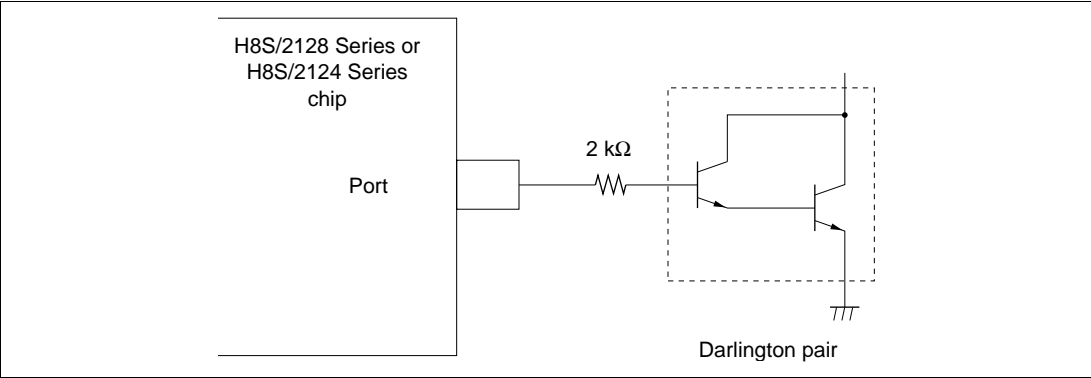 H8S/2128 Series or
H8S/2124 Series
chip
Port
2 kΩ
Darlington pair